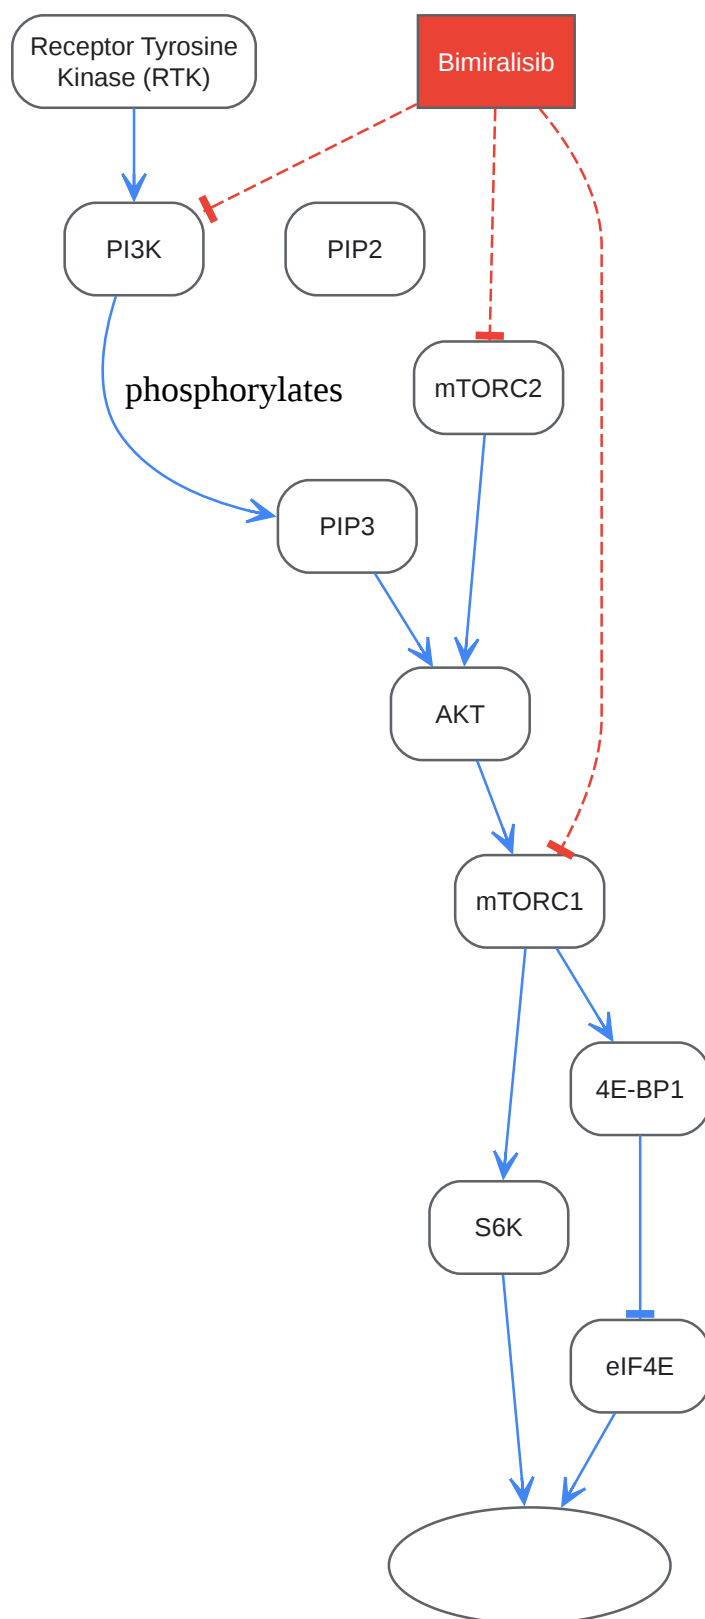 Receptor Tyrosine
Kinase (RTK)
Bimiralisib
PI3K
PIP2
phosphorylates
mTORC2
PIP3
AKT
mTORC1
4E-BP1
S6K
eIF4E